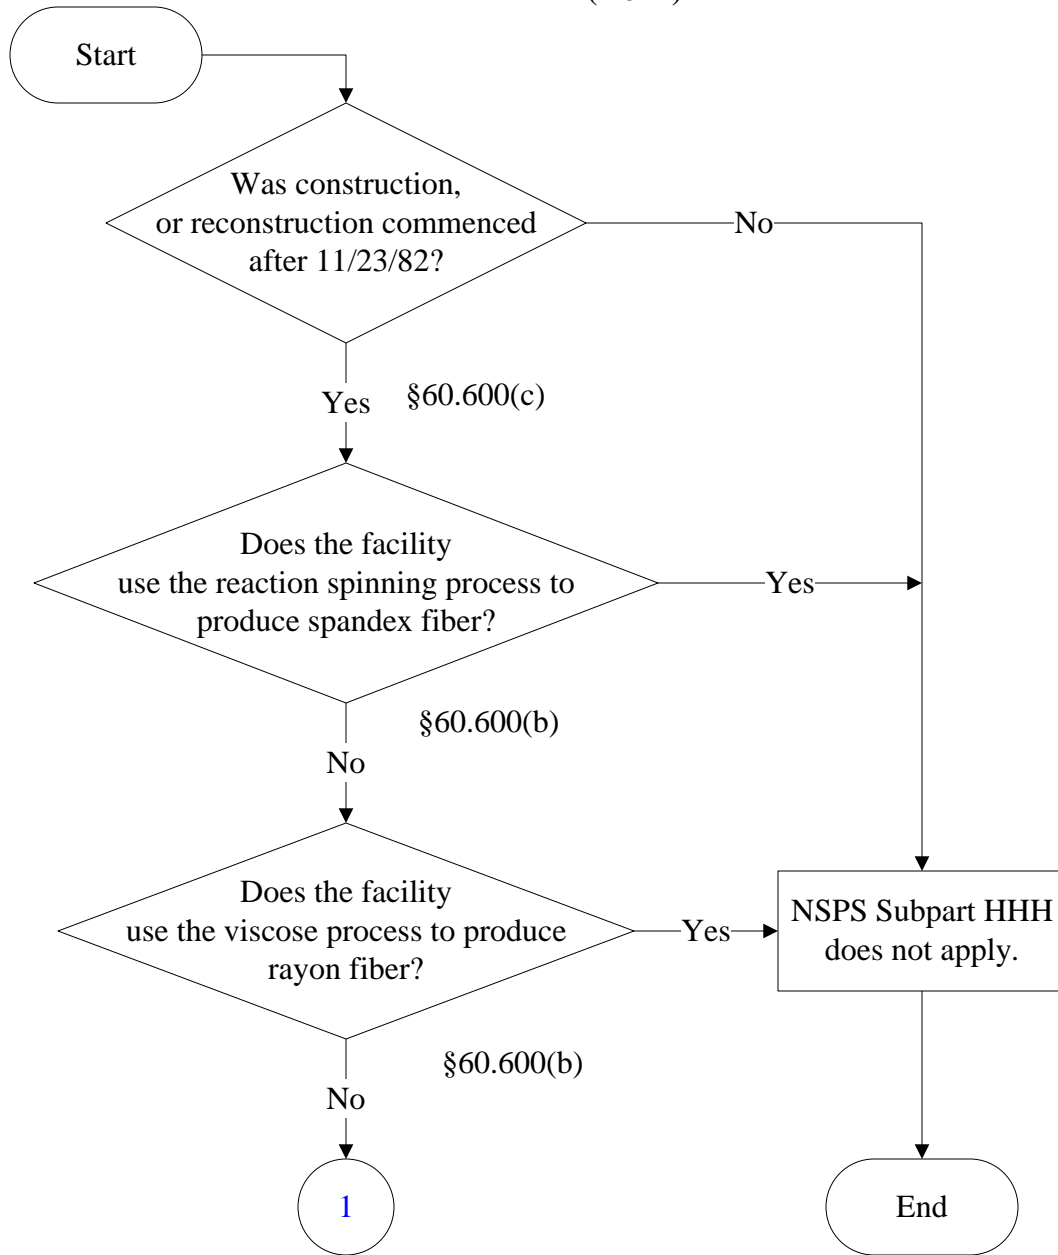 Start
Was construction,
or reconstruction commenced
after 11/23/82?
No
Yes
§60.600(c)
Does the facility
use the reaction spinning process to
produce spandex fiber?
Yes
§60.600(b)
No
Does the facility
use the viscose process to produce
rayon fiber?
Yes
NSPS Subpart HHH
does not apply.
§60.600(b)
No
1
End